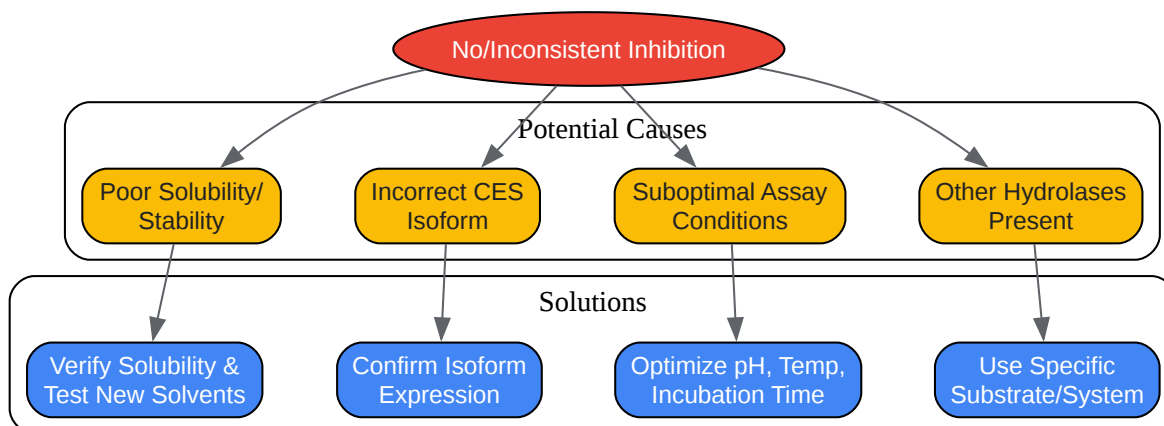 No/Inconsistent Inhibition
Potential Causes
Poor Solubility/
Stability
Incorrect CES
Isoform
Suboptimal Assay
Conditions
Other Hydrolases
Present
Solutions
Verify Solubility &
Test New Solvents
Confirm Isoform
Expression
Optimize pH, Temp,
Incubation Time
Use Specific
Substrate/System